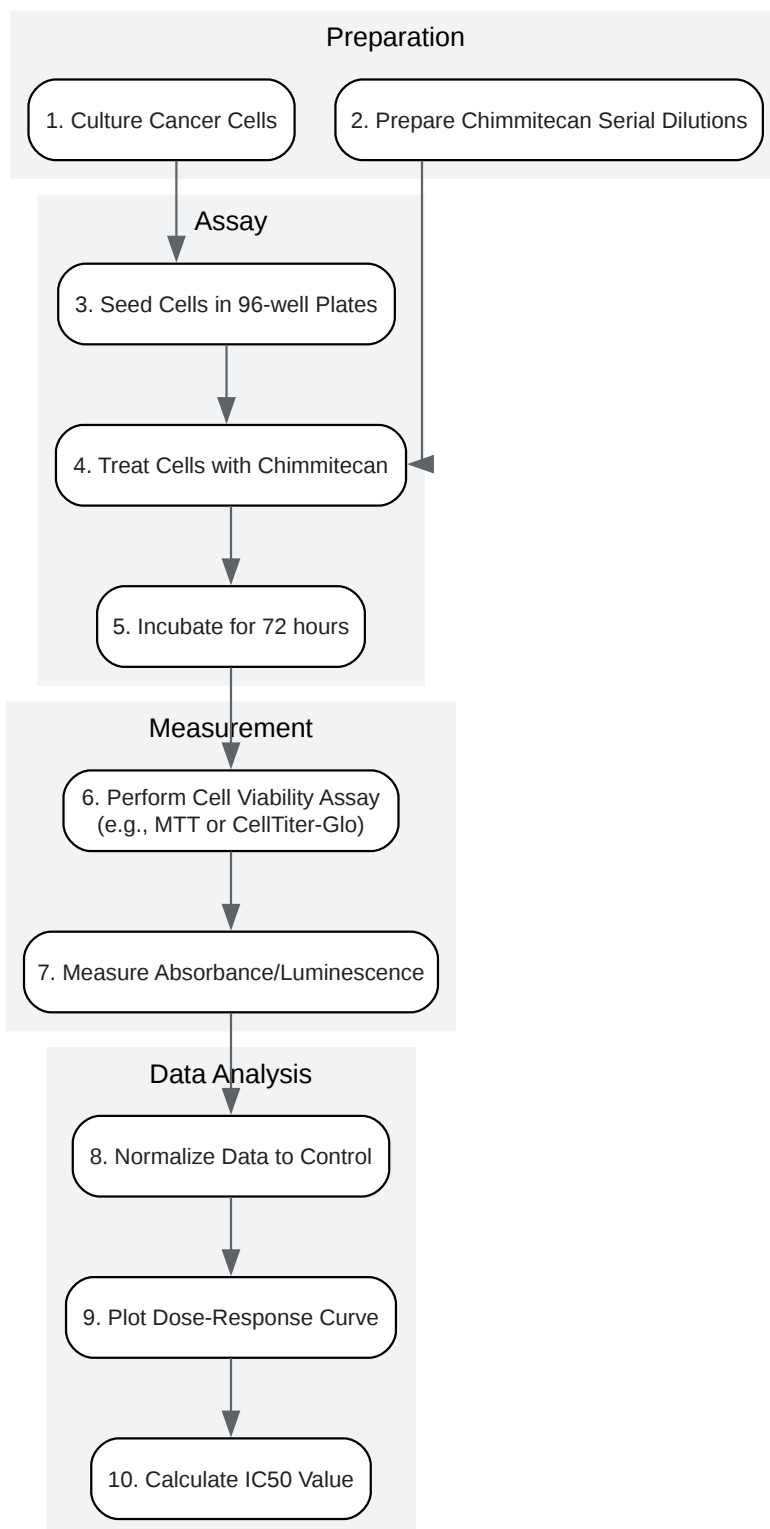 Preparation
1. Culture Cancer Cells
2. Prepare Chimmitecan Serial Dilutions
Assay
3. Seed Cells in 96-well Plates
4. Treat Cells with Chimmitecan
5. Incubate for 72 hours
Measurement
6. Perform Cell Viability Assay
(e.g., MTT or CellTiter-Glo)
7. Measure Absorbance/Luminescence
Data Analysis
8. Normalize Data to Control
9. Plot Dose-Response Curve
10. Calculate IC50 Value